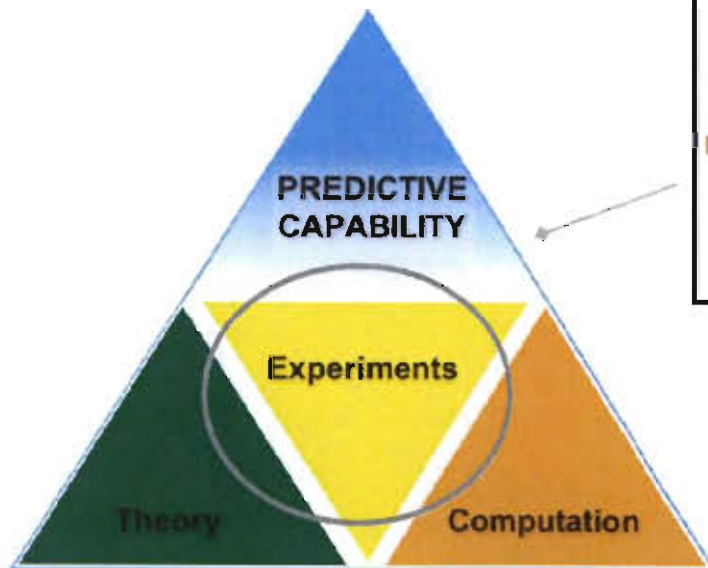 PREDICTIVE
CAPABILITY
Experiments
Theory
Computation